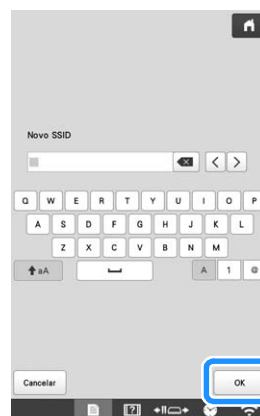 Novo SSID
Q W E R T Y U I O P
A S D F G H J K L
Z X C V B N M
aA A 1 @
Cancelar OK
[?]